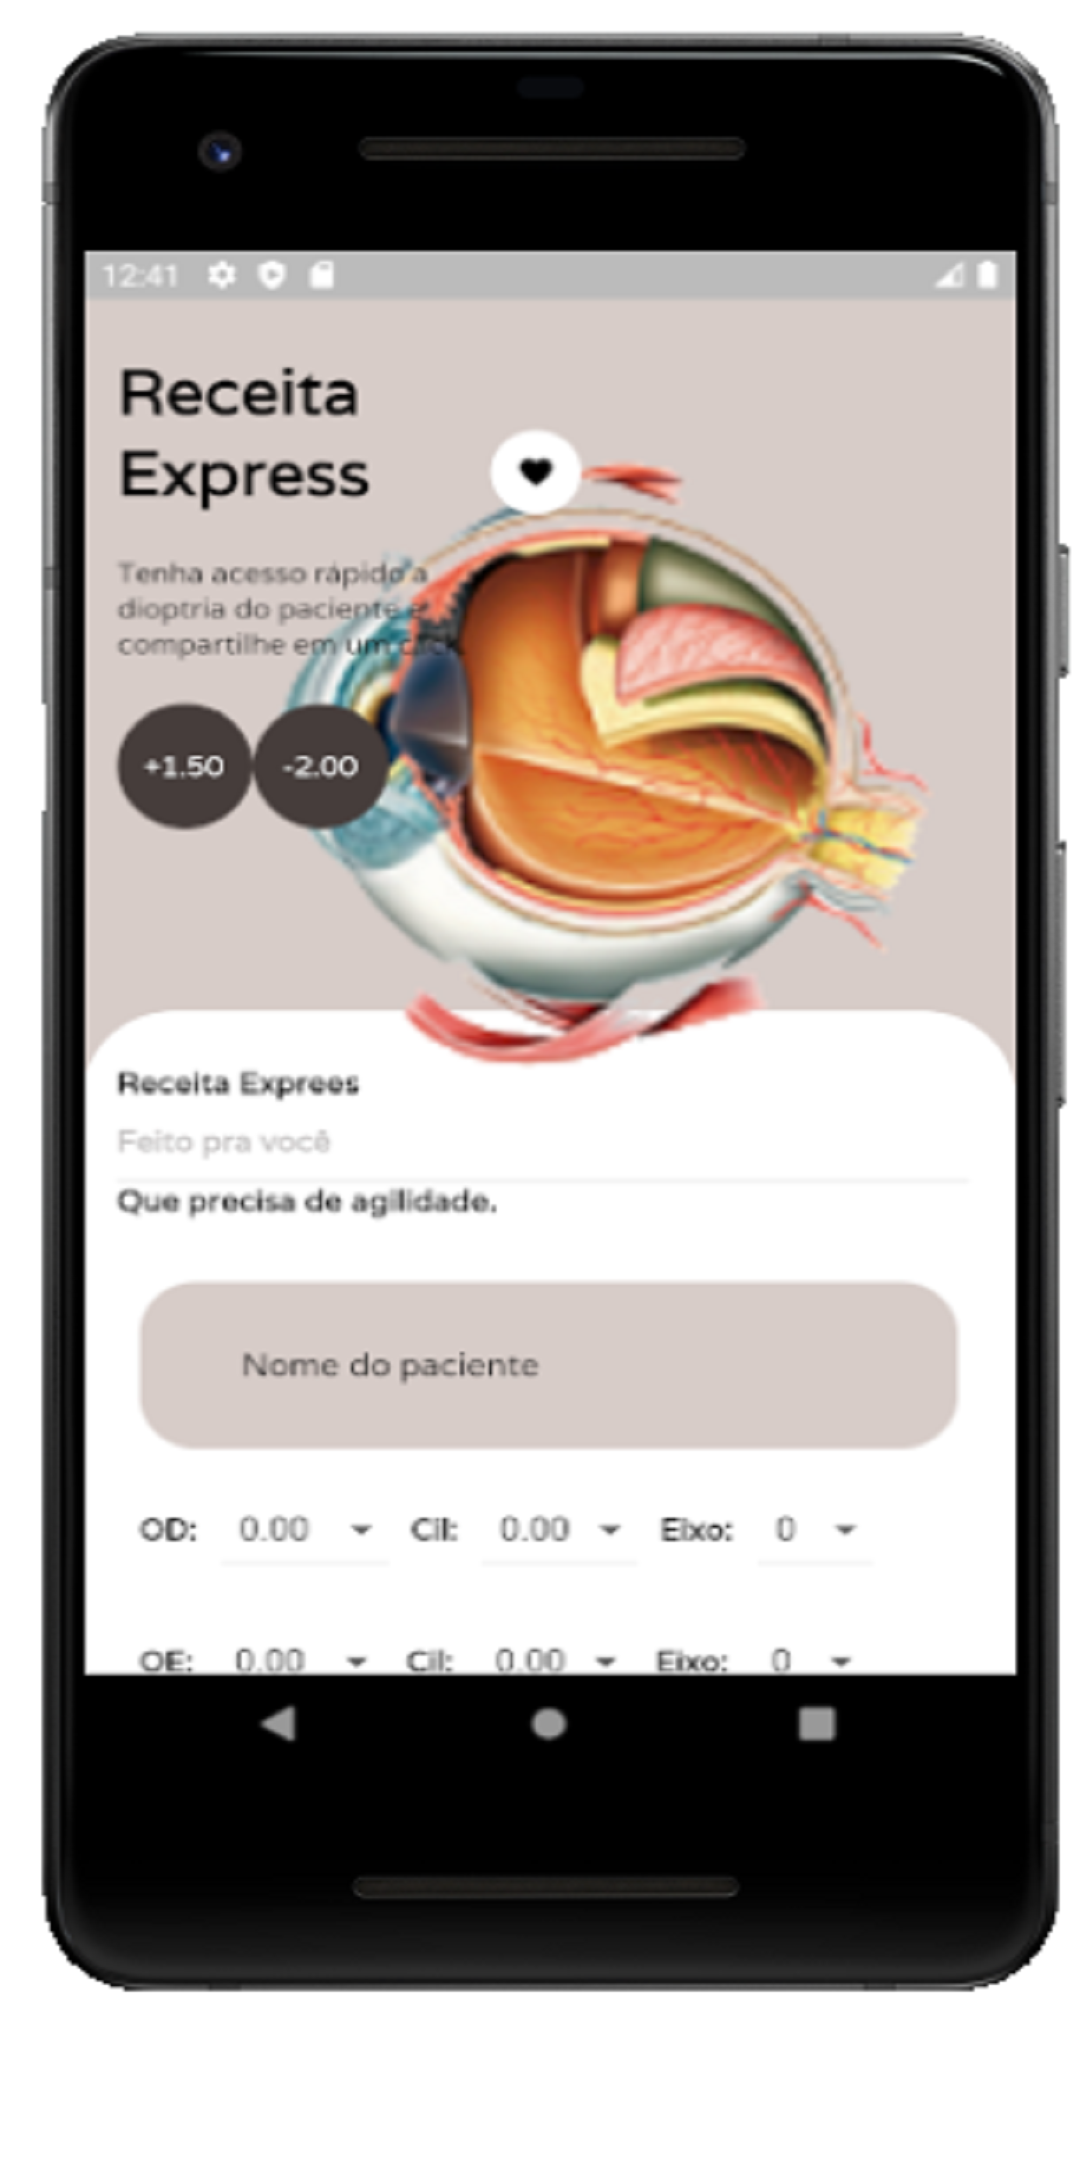 12:41
Receita
Express
Tenha acesso rápido a
dioptria do paciente e
compartilhe em um click.
+1.50 -2.00
Receita Exprees
Feito pra você
Que precisa de agilidade.
Nome do paciente
OD: 0.00 Cil: 0.00 Eixo: 0
OE: 0.00 Cil: 0.00 Eixo: 0